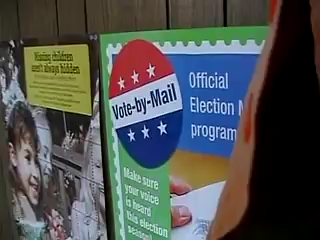 Missing children
aren't always hidden
Vote-by-Mail
Official
Election
program
Make sure
your voice
is heard
this election
season!